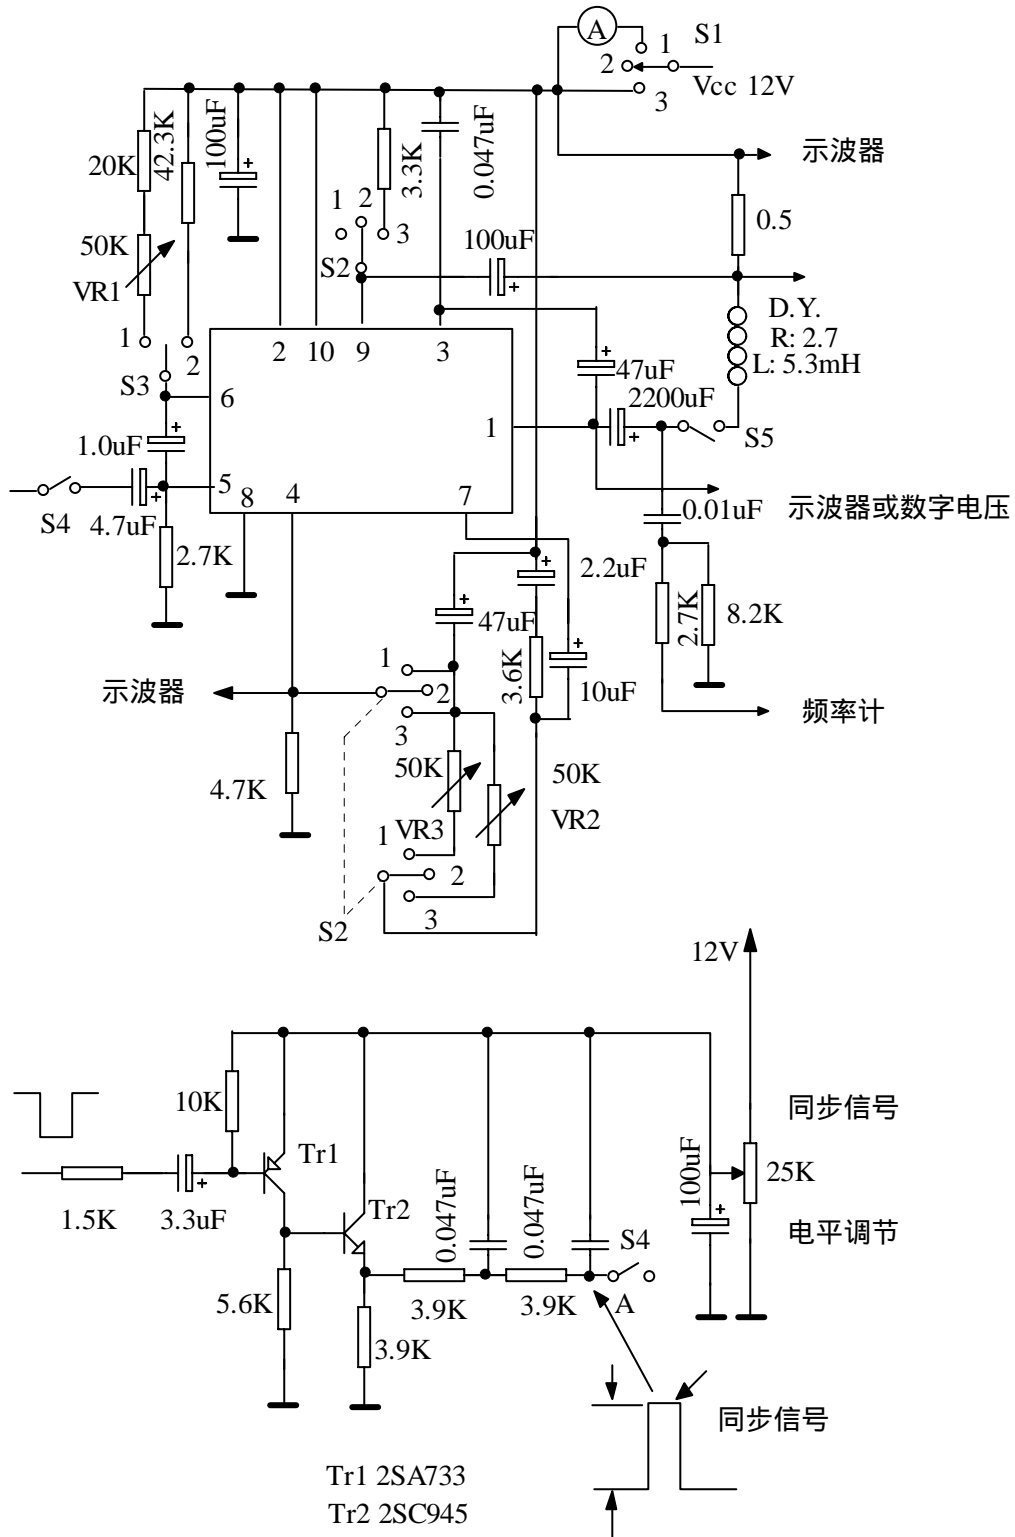 A
1
S1
2
Vcc 12V
3
示波器
20K
42.3K
100uF
3.3K
0.047uF
0.5
1
2
3
S2
100uF
50K
VR1
D.Y.
R: 2.7
L: 5.3mH
1
2
S3
2
10
9
3
6
47uF
2200uF
1
S5
1.0uF
5
8
4
7
S4
4.7uF
2.7K
0.01uF
示波器或数字电压
2.2uF
47uF
2.7K
8.2K
3.6K
10uF
1
2
3
示波器
频率计
4.7K
50K
VR3
50K
VR2
1
2
3
S2
12V
同步信号
10K
Tr1
1.5K
3.3uF
Tr2
0.047uF
0.047uF
S4
100uF
25K
电平调节
5.6K
3.9K
3.9K
3.9K
A
同步信号
Tr1 2SA733
Tr2 2SC945